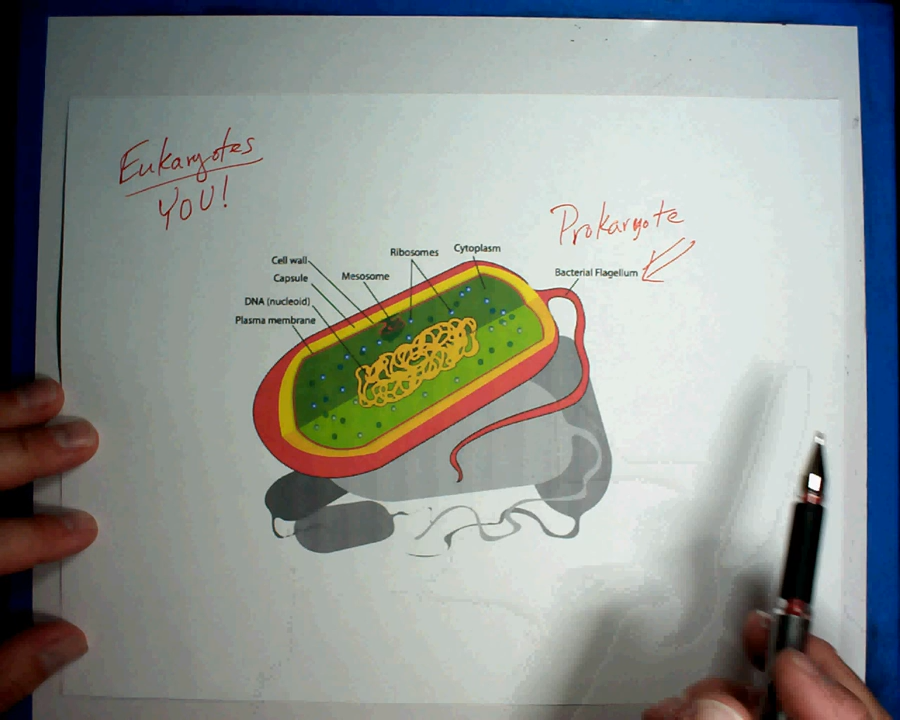 Eukaryotes
YOU!
Prokaryote
Cell wall
Capsule
DNA (nucleoid)
Plasma membrane
Mesosome
Ribosomes
Cytoplasm
Bacterial Flagellum